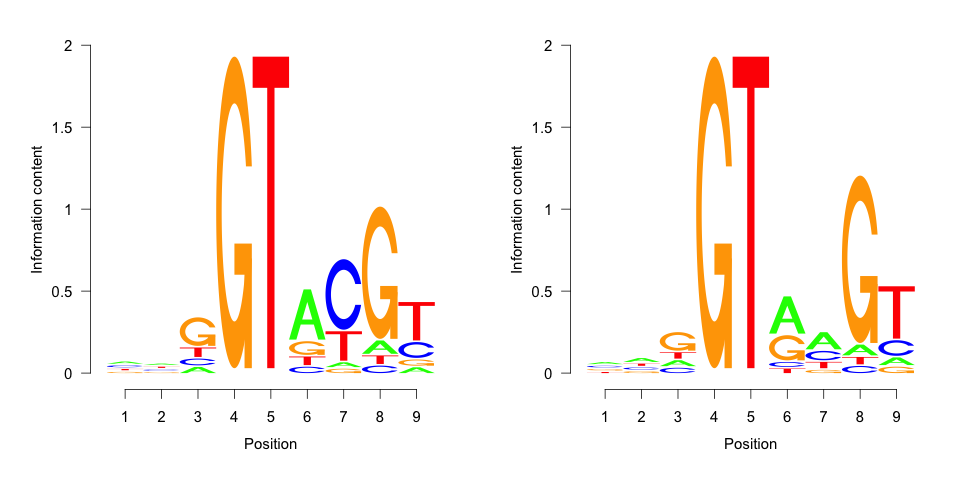 2
1.5
1
0.5
0
Information content
G T G T A C G T
1 2 3 4 5 6 7 8 9
Position
2
1.5
1
0.5
0
Information content
G G T A A G T
1 2 3 4 5 6 7 8 9
Position